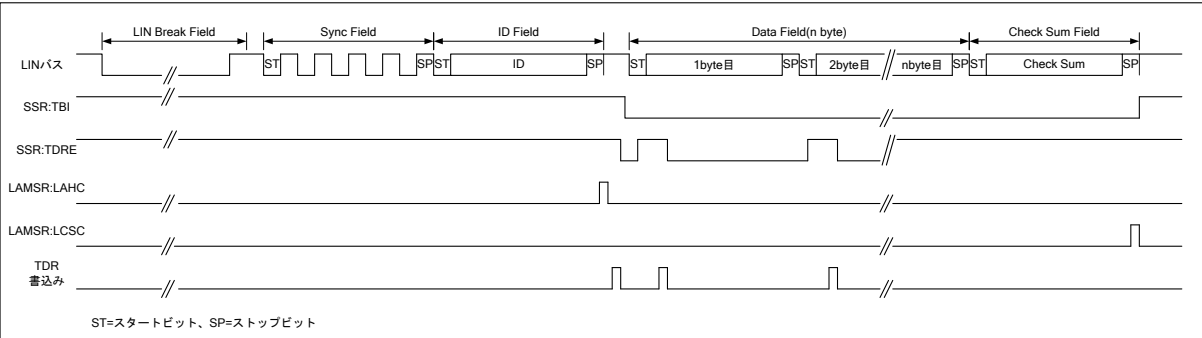 LIN Break Field Sync Field ID Field Data Field(n byte) Check Sum Field
LINバス ST SP ST ID SP ST 1byte目 SP ST 2byte目 nbyte目 SP ST Check Sum SP
SSR:TBI
SSR:TDRE
LAMSR:LAHC
LAMSR:LCSC
TDR
書込み
ST=スタートビット、SP=ストップビット